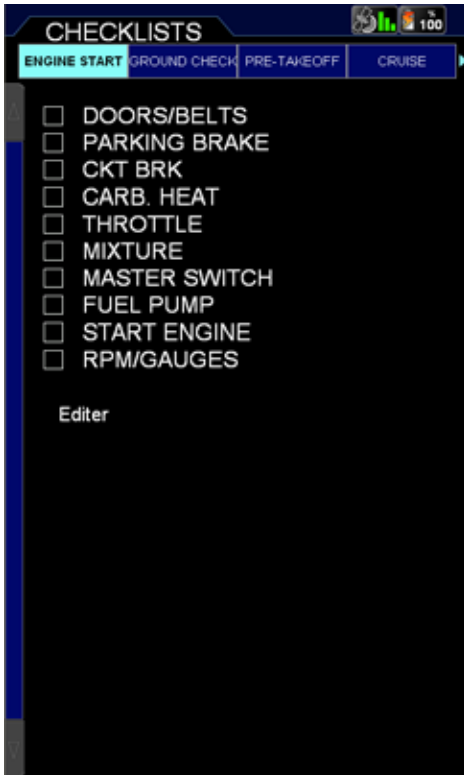 CHECKLISTS
% 100
ENGINE START GROUND CHECK PRE-TAKEOFF CRUISE
DOORS/BELTS
PARKING BRAKE
CKT BRK
CARB. HEAT
THROTTLE
MIXTURE
MASTER SWITCH
FUEL PUMP
START ENGINE
RPM/GAUGES
Editer